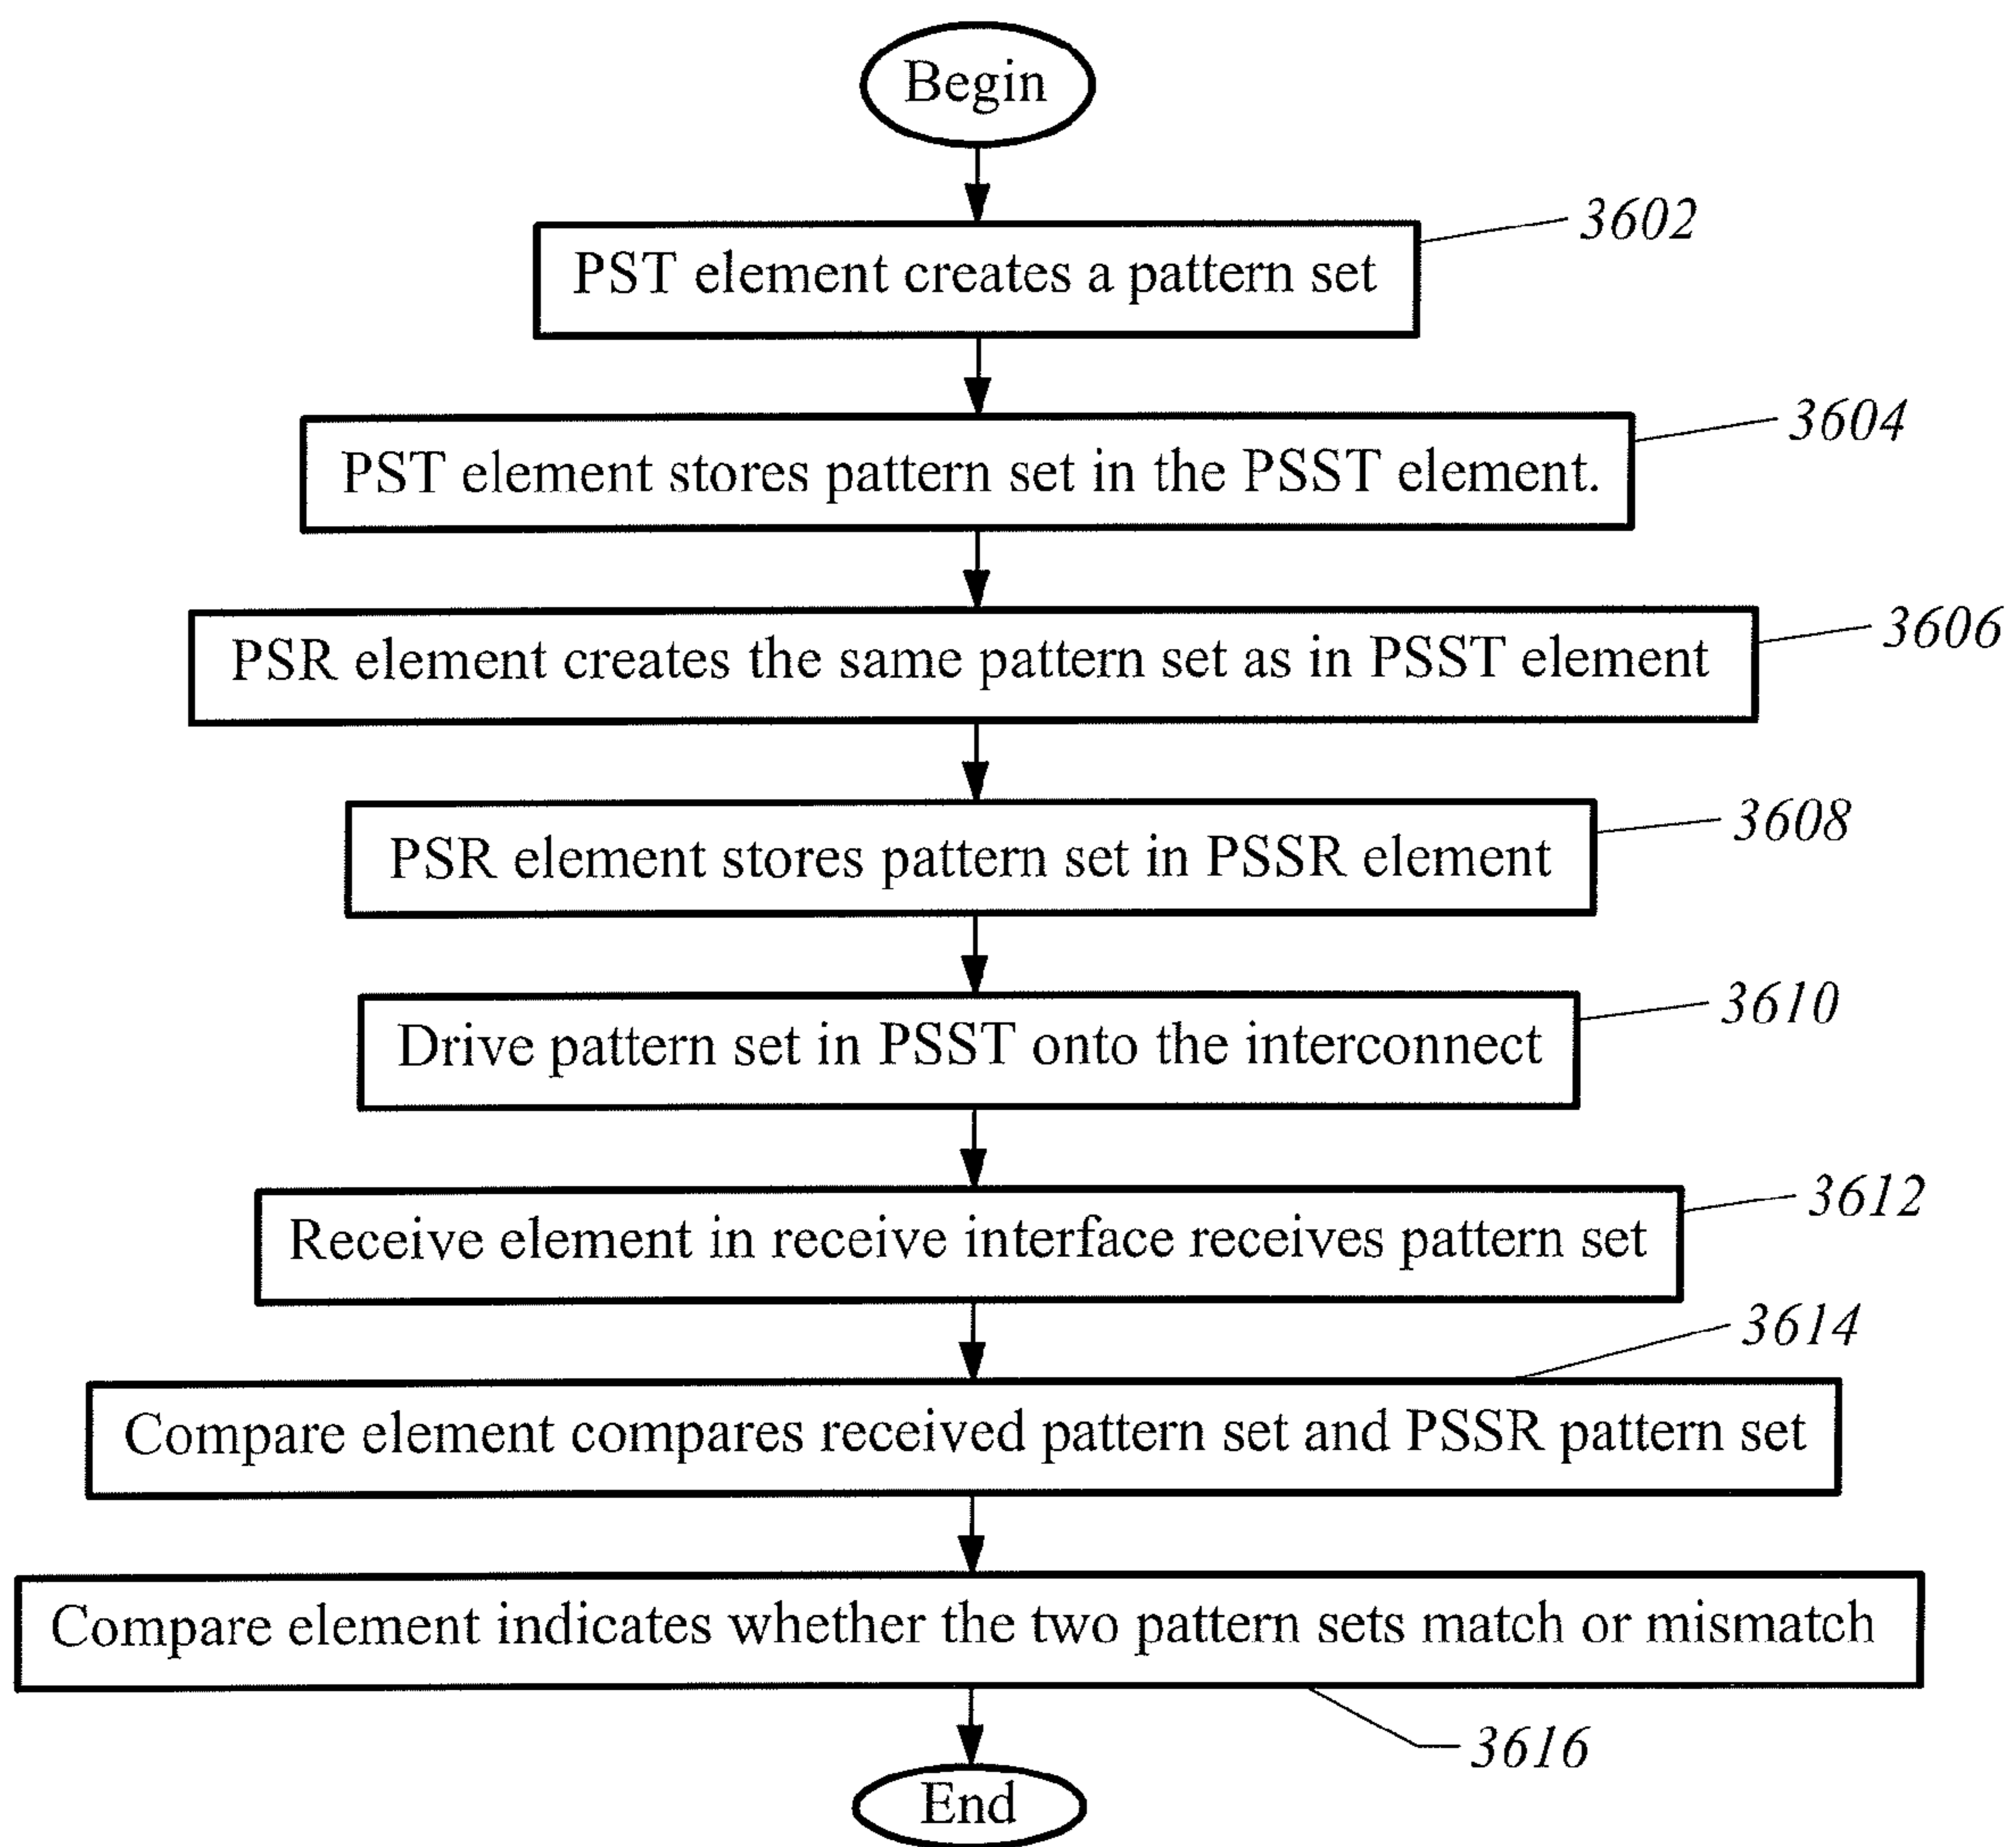 Begin
3602
PST element creates a pattern set
3604
PST element stores pattern set in the PSST element.
3606
PSR element creates the same pattern set as in PSST element
3608
PSR element stores pattern set in PSSR element
3610
Drive pattern set in PSST onto the interconnect
3612
Receive element in receive interface receives pattern set
3614
Compare element compares received pattern set and PSSR pattern set
Compare element indicates whether the two pattern sets match or mismatch
3616
End